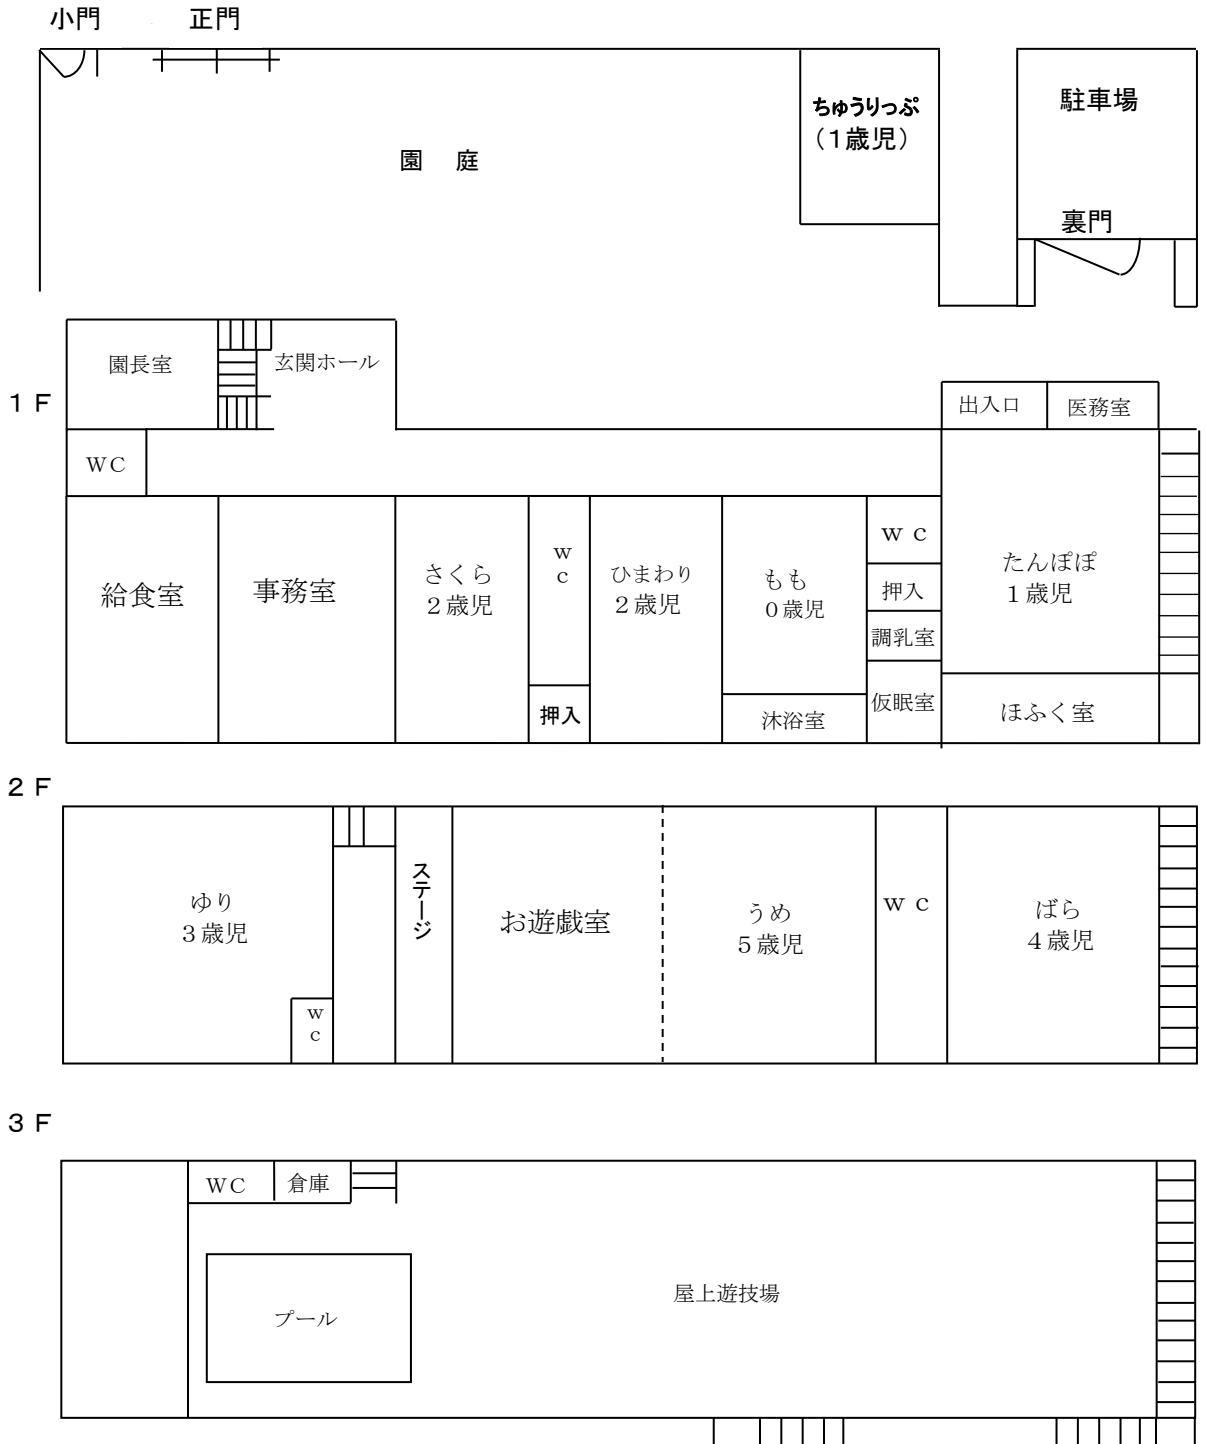 小門
正門
ちゅうりっぷ
(1歳児)
駐車場
園 庭
裏門
1F
園長室
玄関ホール
出入口
医務室
WC
給食室
事務室
さくら
2歳児
wc
押入
ひまわり
2歳児
もも
0歳児
沐浴室
wc
押入
調乳室
仮眠室
たんぽぽ
1歳児
ほふく室
2F
ゆり
3歳児
wc
ステージ
お遊戯室
うめ
5歳児
wc
ばら
4歳児
3F
WC
倉庫
プール
屋上遊技場